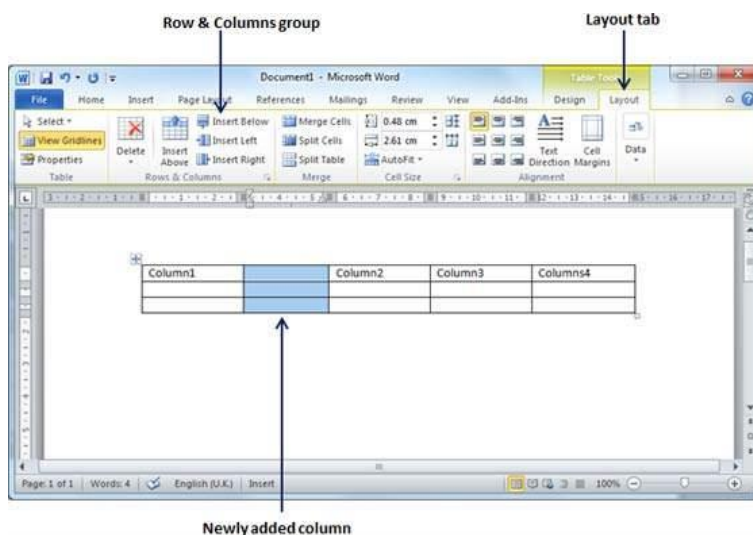 Row & Columns group
Layout tab
W
Document1 - Microsoft Word
Table Tools
File Home Insert Page Layout References Mailings Review View Add-Ins Design Layout
Select
View Gridlines
Properties
Table
Delete
Insert Above
Insert Below
Insert Left
Insert Right
Rows & Columns
Merge Cells
Split Cells
Split Table
Merge
0.48 cm
2.61 cm
AutoFit
Cell Size
Text Direction
Cell Margins
Alignment
Data
Column1 Column2 Column3 Columns4
Page: 1 of 1 Words: 4 English (U.K.) Insert 100%
Newly added column